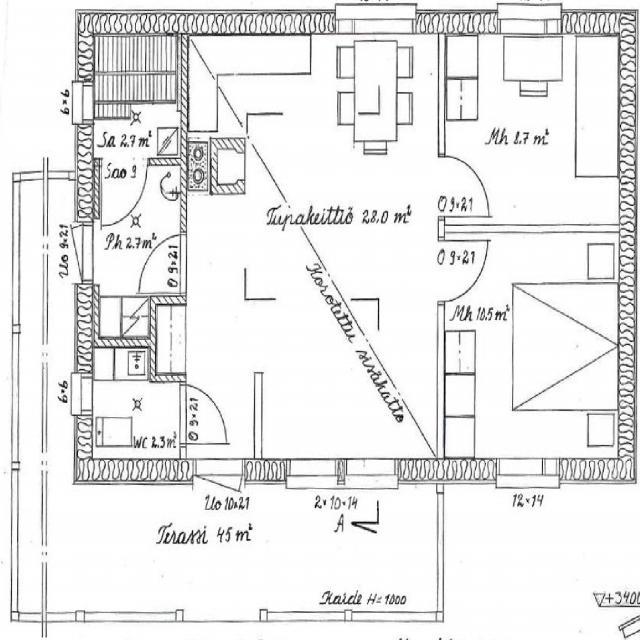 6×6
Sa 2.7 m²
Sao 9
Mh 8.7 m²
O 9×21
Tupakeittiö 28.0 m²
Ph 2.7 m²
Uo 9×21
O 9×21
O 9×21
Korotettu sisäkatto
Mh 10.5 m²
6×6
O 9×21
WC 2.3 m²
Uo 10×21
2×10×14
12×14
A
Terassi 45 m²
Kaide H=1000
+3400